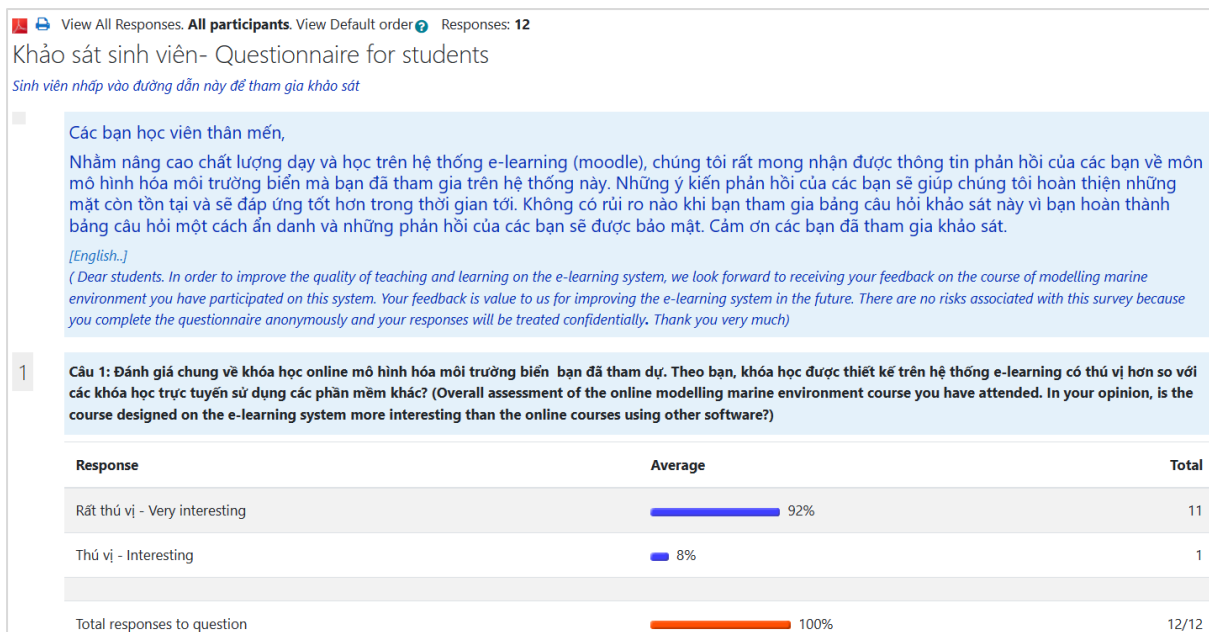 View All Responses. All participants. View Default order Responses: 12
Khảo sát sinh viên- Questionnaire for students
Sinh viên nhấp vào đường dẫn này để tham gia khảo sát
Các bạn học viên thân mến,
Nhằm nâng cao chất lượng dạy và học trên hệ thống e-learning (moodle), chúng tôi rất mong nhận được thông tin phản hồi của các bạn về môn
mô hình hóa môi trường biển mà bạn đã tham gia trên hệ thống này. Những ý kiến phản hồi của các bạn sẽ giúp chúng tôi hoàn thiện những
mặt còn tồn tại và sẽ đáp ứng tốt hơn trong thời gian tới. Không có rủi ro nào khi bạn tham gia bảng câu hỏi khảo sát này vì bạn hoàn thành
bảng câu hỏi một cách ẩn danh và những phản hồi của các bạn sẽ được bảo mật. Cảm ơn các bạn đã tham gia khảo sát.
[English..]
( Dear students. In order to improve the quality of teaching and learning on the e-learning system, we look forward to receiving your feedback on the course of modelling marine
environment you have participated on this system. Your feedback is value to us for improving the e-learning system in the future. There are no risks associated with this survey because
you complete the questionnaire anonymously and your responses will be treated confidentially. Thank you very much)
1
Câu 1: Đánh giá chung về khóa học online mô hình hóa môi trường biển bạn đã tham dự. Theo bạn, khóa học được thiết kế trên hệ thống e-learning có thú vị hơn so với
các khóa học trực tuyến sử dụng các phần mềm khác? (Overall assessment of the online modelling marine environment course you have attended. In your opinion, is the
course designed on the e-learning system more interesting than the online courses using other software?)
Response Average Total
Rất thú vị - Very interesting 92% 11
Thú vị - Interesting 8% 1
Total responses to question 100% 12/12